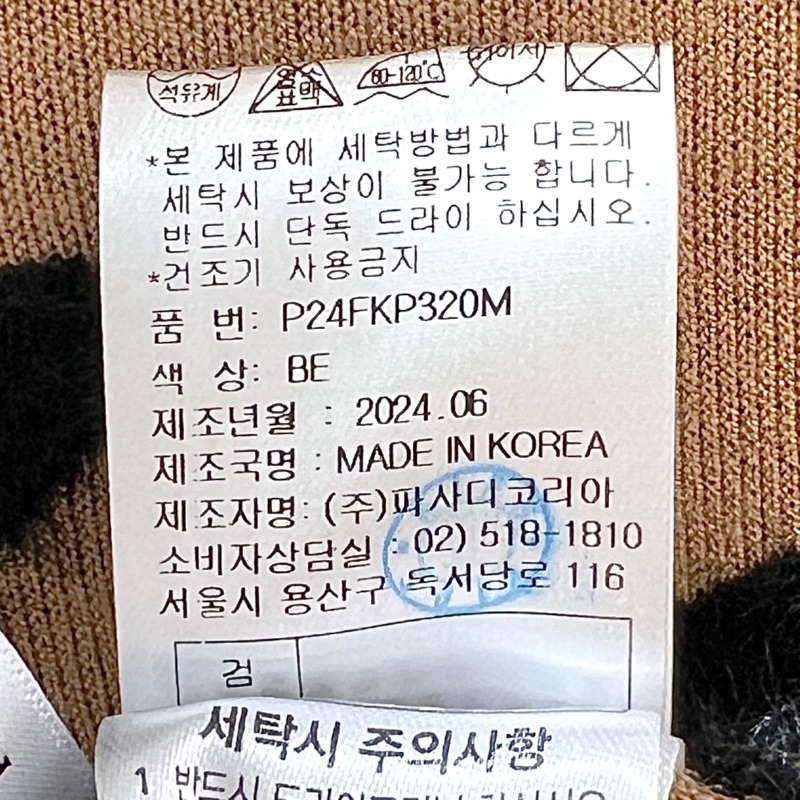 석유계 염소 표백 80~120℃
*본 제품에 세탁방법과 다르게
세탁시 보상이 불가능 합니다.
반드시 단독 드라이 하십시오.
*건조기 사용금지
품 번: P24FKP320M
색 상: BE
제조년월 : 2024.06
제조국명 : MADE IN KOREA
제조자명: (주)파사디코리아
소비자상담실 : 02) 518-1810
서울시 용산구 독서당로 116
검
세탁시 주의사항
1 반드시